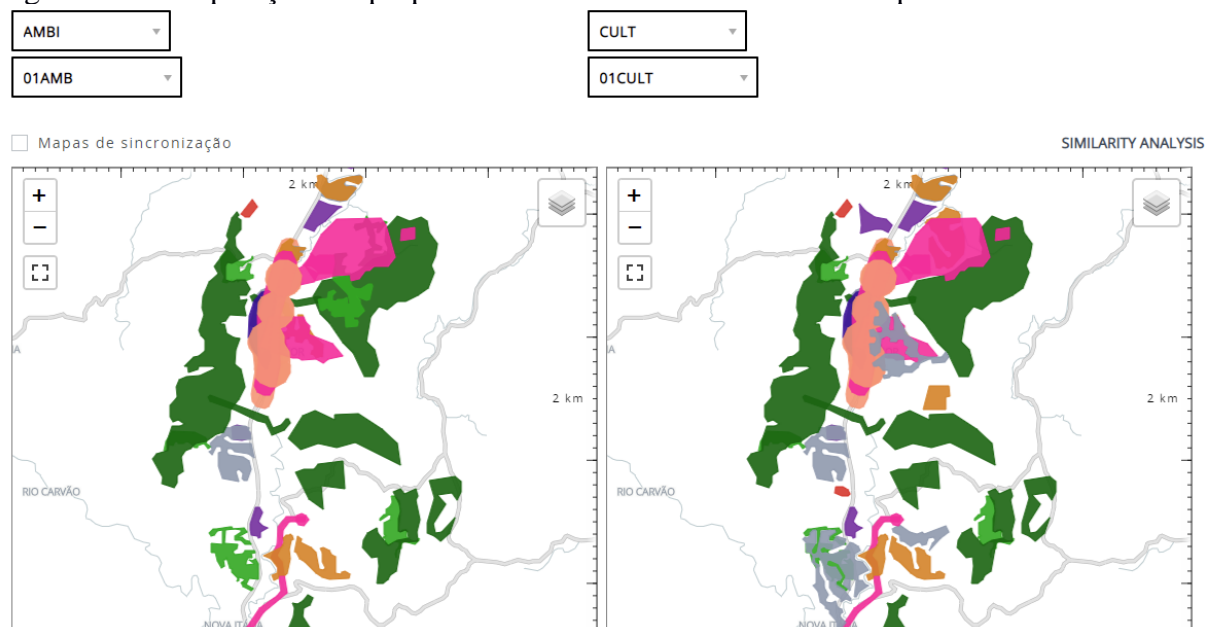 AMBI
CULT
01AMB
01CULT
Mapas de sincronização
SIMILARITY ANALYSIS
+
2 km
+
2 km
−
−
A
A
2 km
2 km
RIO CARVÃO
RIO CARVÃO